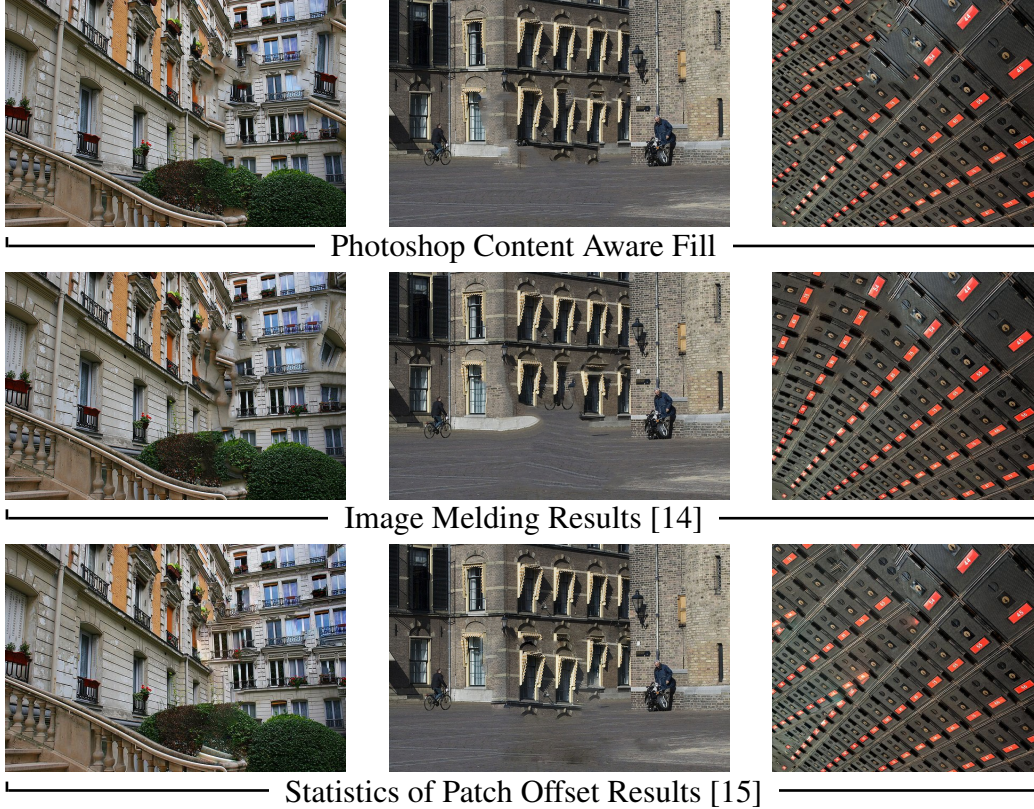 Photoshop Content Aware Fill
Image Melding Results [14]
Statistics of Patch Offset Results [15]